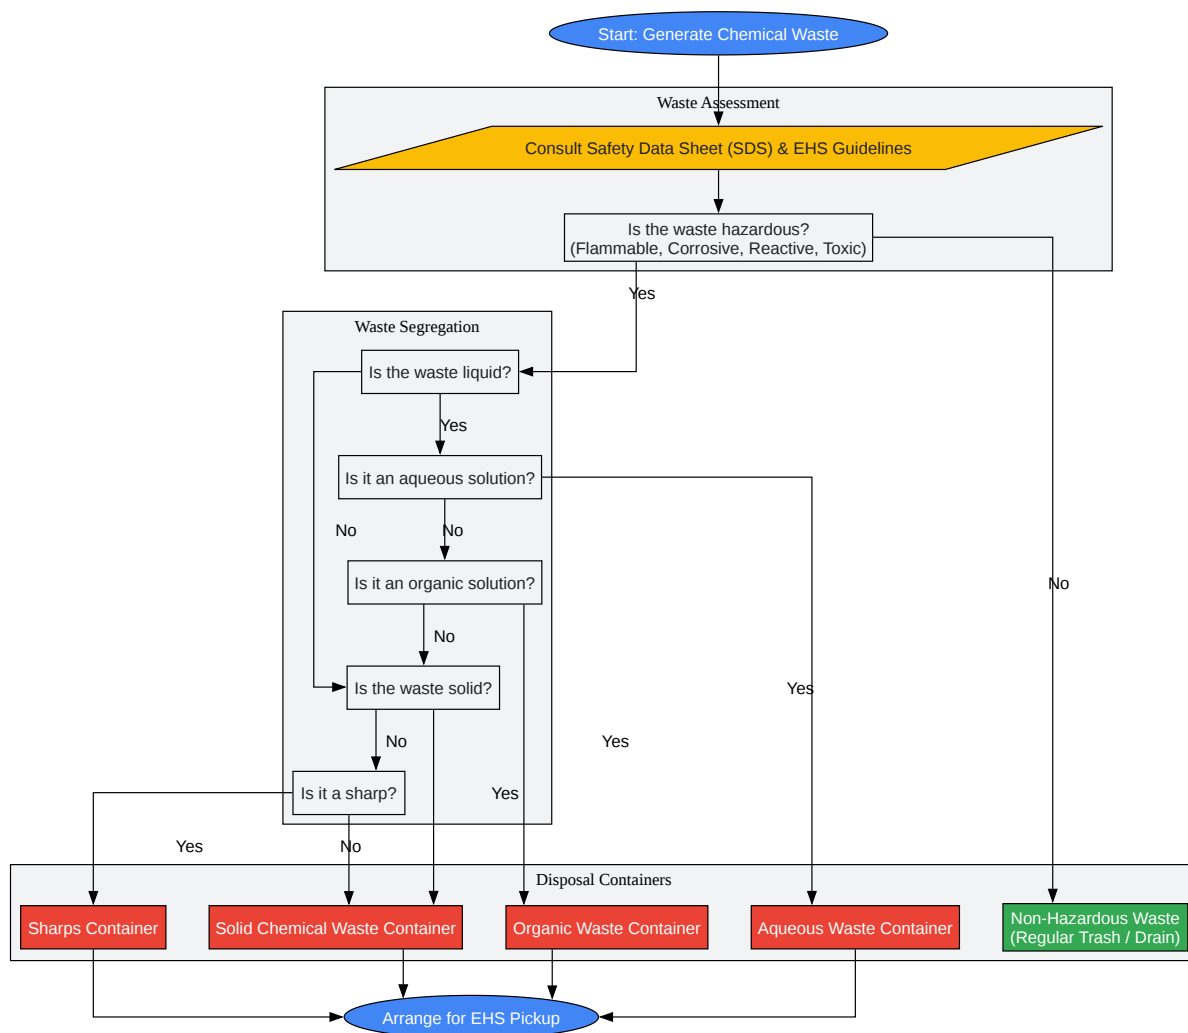 Start: Generate Chemical Waste
Waste Assessment
Consult Safety Data Sheet (SDS) & EHS Guidelines
Is the waste hazardous?
(Flammable, Corrosive, Reactive, Toxic)
Yes
Waste Segregation
Is the waste liquid?
Yes
Is it an aqueous solution?
No
No
Is it an organic solution?
No
No
Is the waste solid?
Yes
No
Yes
Is it a sharp?
Yes
Yes
No
Disposal Containers
Sharps Container
Solid Chemical Waste Container
Organic Waste Container
Aqueous Waste Container
Non-Hazardous Waste
(Regular Trash / Drain)
Arrange for EHS Pickup